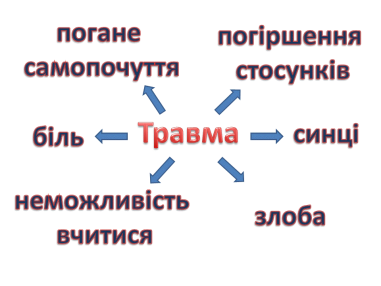 погане
самопочуття
погіршення
стосунків
біль
Травма
синці
неможливість
вчитися
злоба